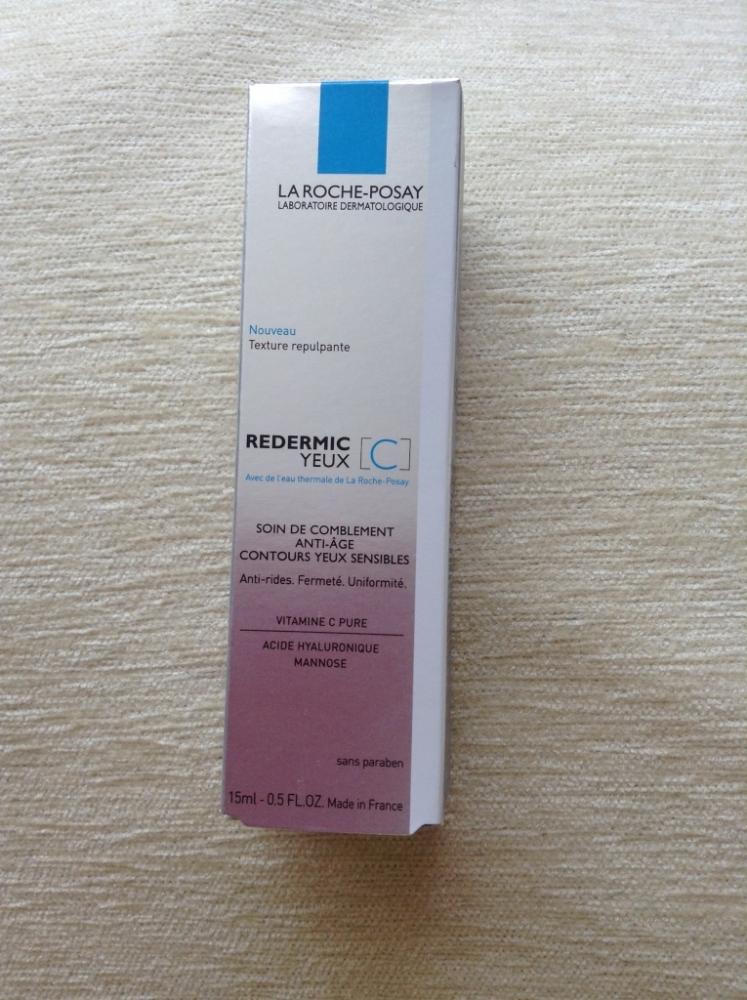 LA ROCHE-POSAY
LABORATOIRE DERMATOLOGIQUE
Nouveau
Texture repulpante
REDERMIC [C]
YEUX
Avec de l'eau thermale de La Roche-Posay
SOIN DE COMBLEMENT
ANTI-ÂGE
CONTOURS YEUX SENSIBLES
Anti-rides. Fermeté. Uniformité.
VITAMINE C PURE
ACIDE HYALURONIQUE
MANNOSE
sans paraben
15ml - 0.5 FL.OZ. Made in France